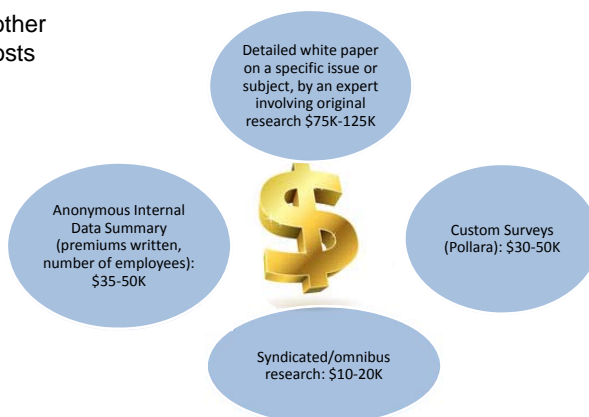 other
osts
Detailed white paper
on a specific issue or
subject, by an expert
involving original
research $75K-125K
Anonymous Internal
Data Summary
(premiums written,
number of employees):
$35-50K
Custom Surveys
(Pollara): $30-50K
Syndicated/omnibus
research: $10-20K